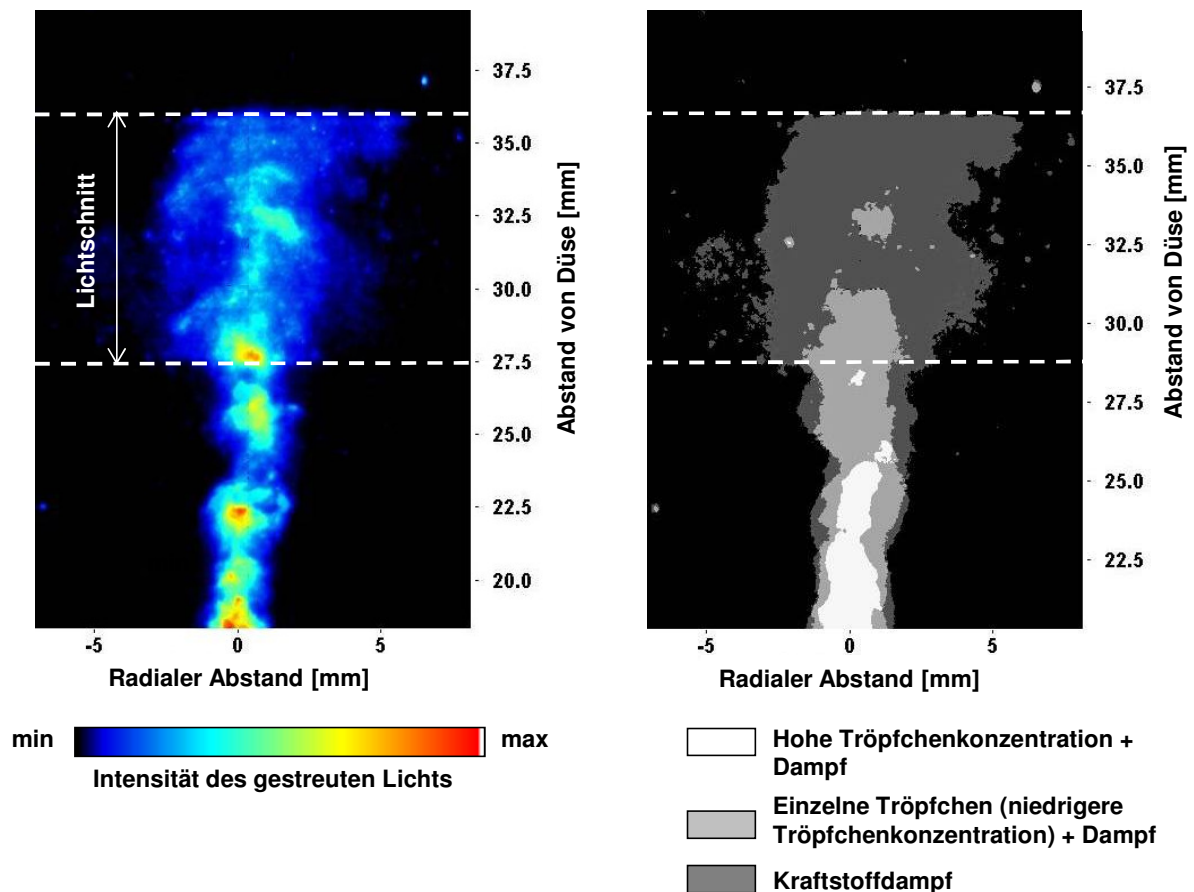 37.5
35.0
32.5
30.0
27.5
25.0
22.5
20.0
Abstand von Düse [mm]
Lichtschnitt
-5
0
5
Radialer Abstand [mm]
min
max
Intensität des gestreuten Lichts
37.5
35.0
32.5
30.0
27.5
25.0
22.5
Abstand von Düse [mm]
-5
0
5
Radialer Abstand [mm]
Hohe Tröpfchenkonzentration +
Dampf
Einzelne Tröpfchen (niedrigere
Tröpfchenkonzentration) + Dampf
Kraftstoffdampf